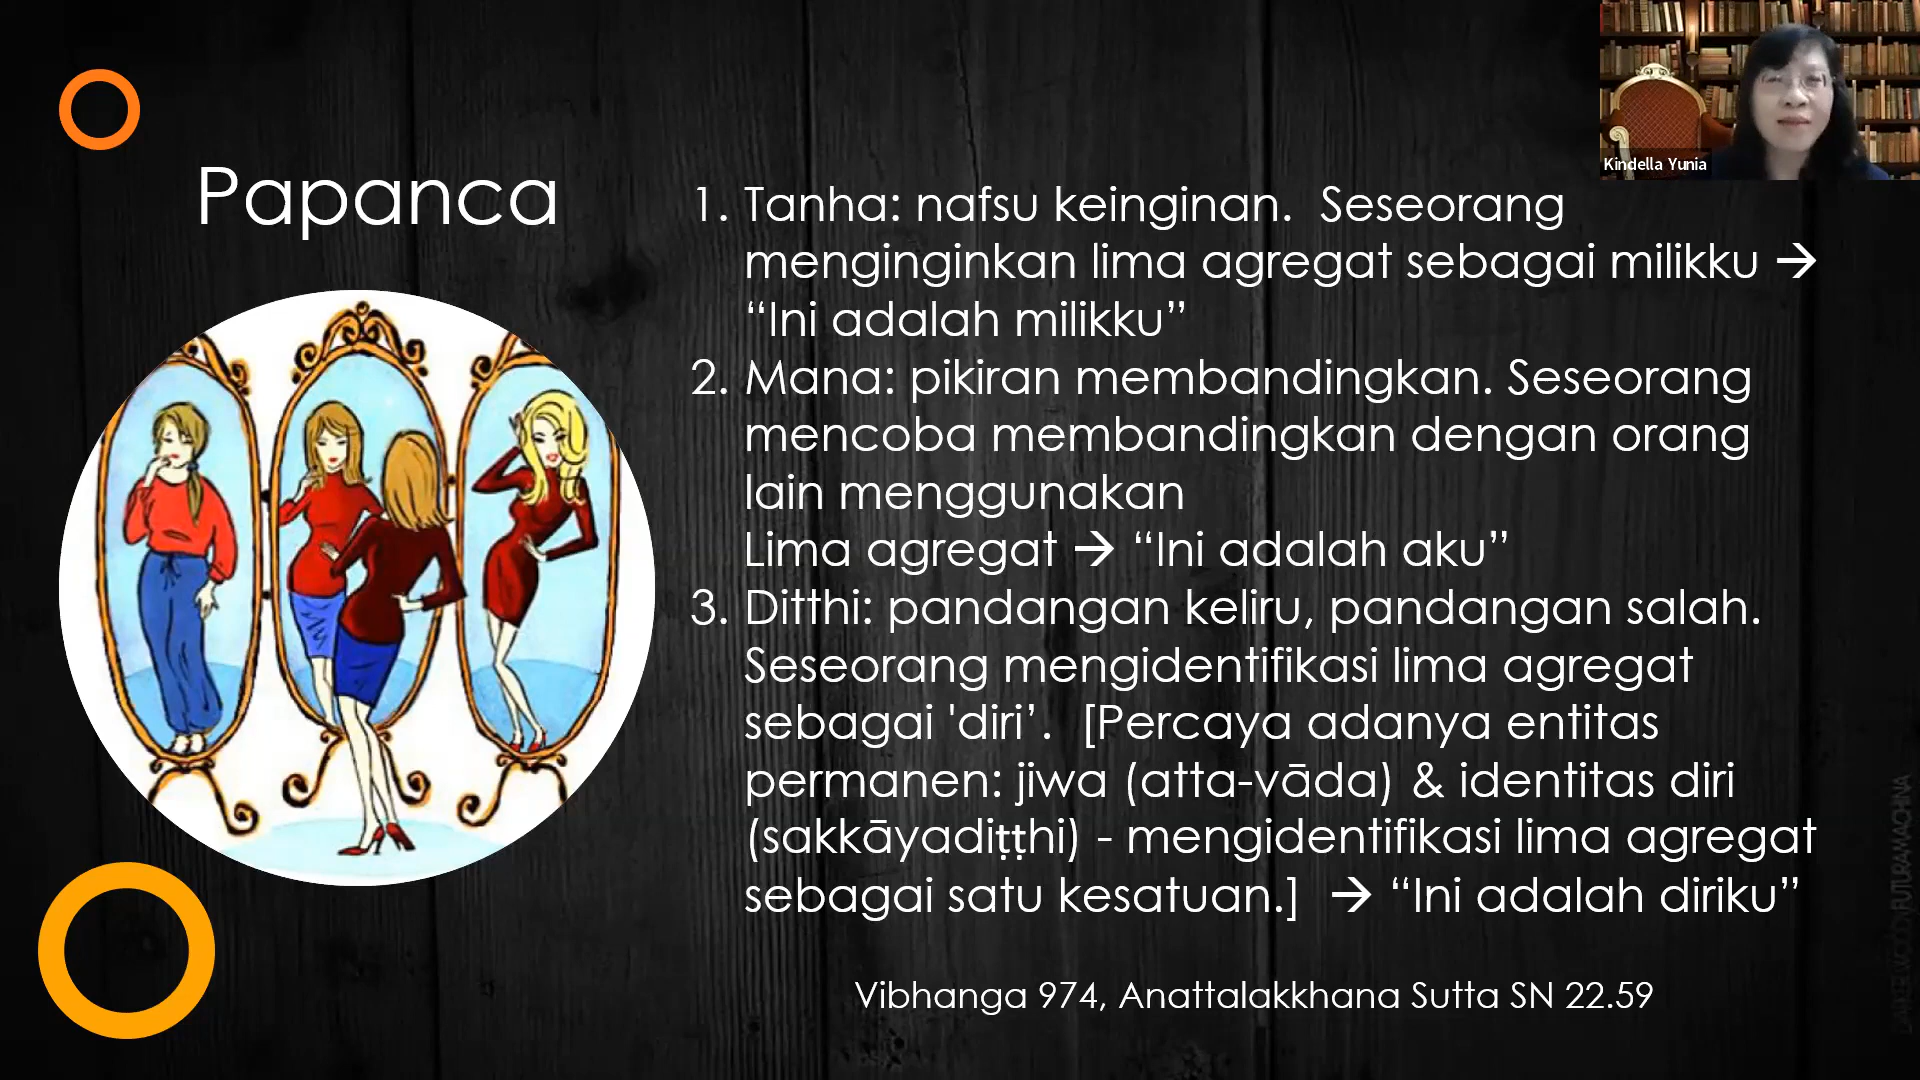 Kindella Yunia
Papanca
1. Tanha: nafsu keinginan.  Seseorang
menginginkan lima agregat sebagai milikku →
“Ini adalah milikku”
2. Mana: pikiran membandingkan. Seseorang
mencoba membandingkan dengan orang
lain menggunakan
Lima agregat → “Ini adalah aku”
3. Ditthi: pandangan keliru, pandangan salah.
Seseorang mengidentifikasi lima agregat
sebagai 'diri’.  [Percaya adanya entitas
permanen: jiwa (atta-vāda) & identitas diri
(sakkāyadiṭṭhi) - mengidentifikasi lima agregat
sebagai satu kesatuan.]  → “Ini adalah diriku”
Vibhanga 974, Anattalakkhana Sutta SN 22.59